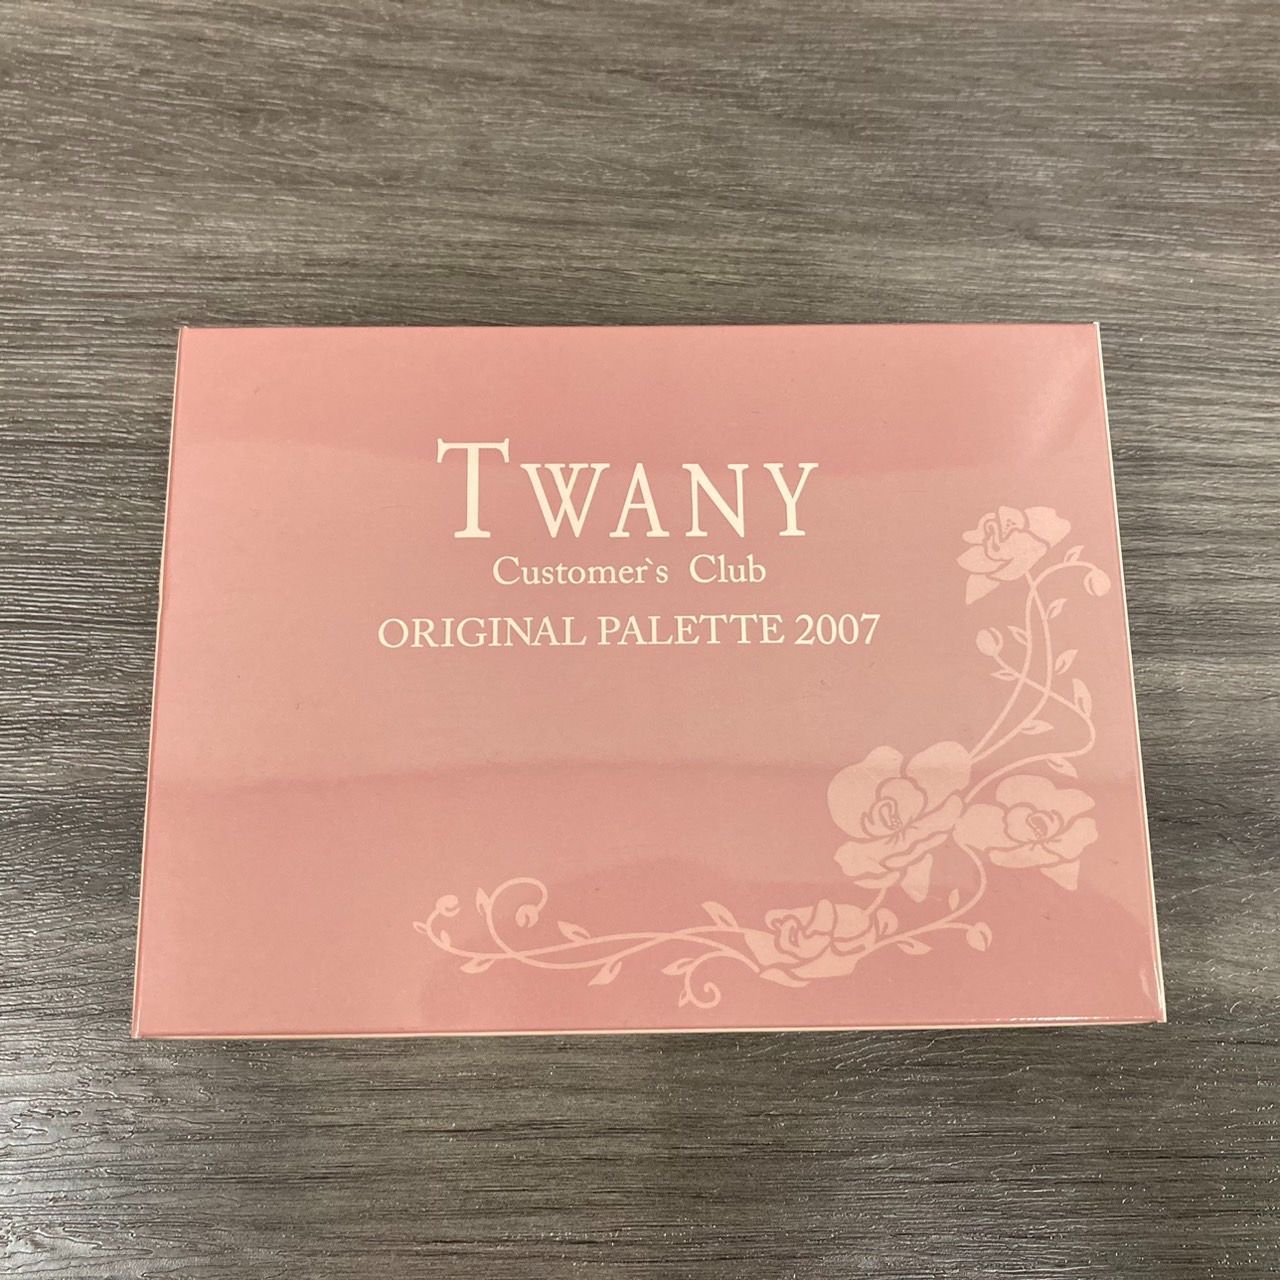 TWANY
Customer`s Club
ORIGINAL PALETTE 2007